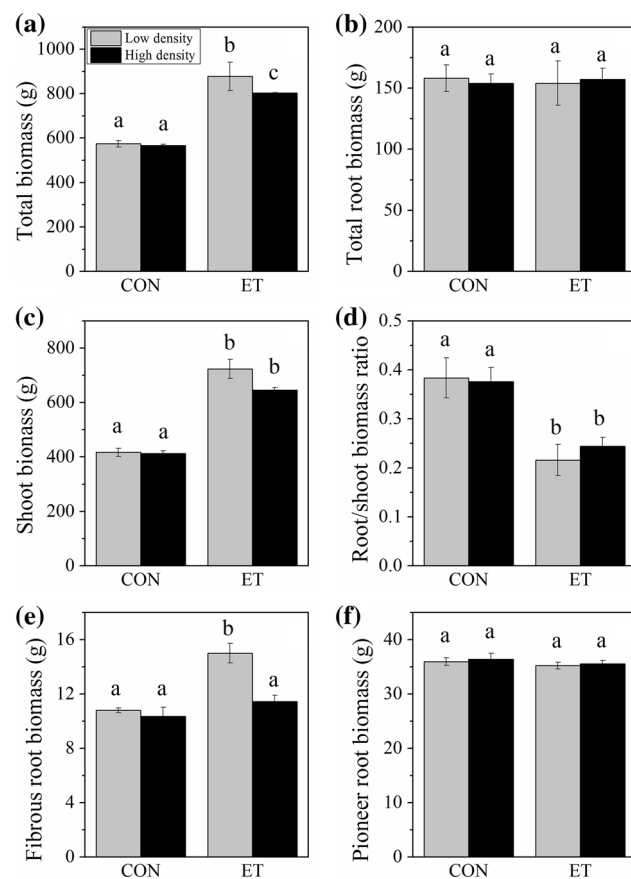 (a)
Low density
High density
b
c
a a
Total biomass (g)
1000
800
600
400
200
0
CON ET
(b)
a a a a
Total root biomass (g)
200
150
100
50
0
CON ET
(c)
b b
a a
Shoot bionass (g)
800
600
400
200
0
CON ET
(d)
a a
b b
Root/shoot biomass ratio
0.5
0.4
0.3
0.2
0.1
0.0
CON ET
(e)
b
a a a
Fibrous root biomass (g)
16
12
8
4
0
CON ET
(f)
a a a a
Pioneer root biomass (g)
40
30
20
10
0
CON ET